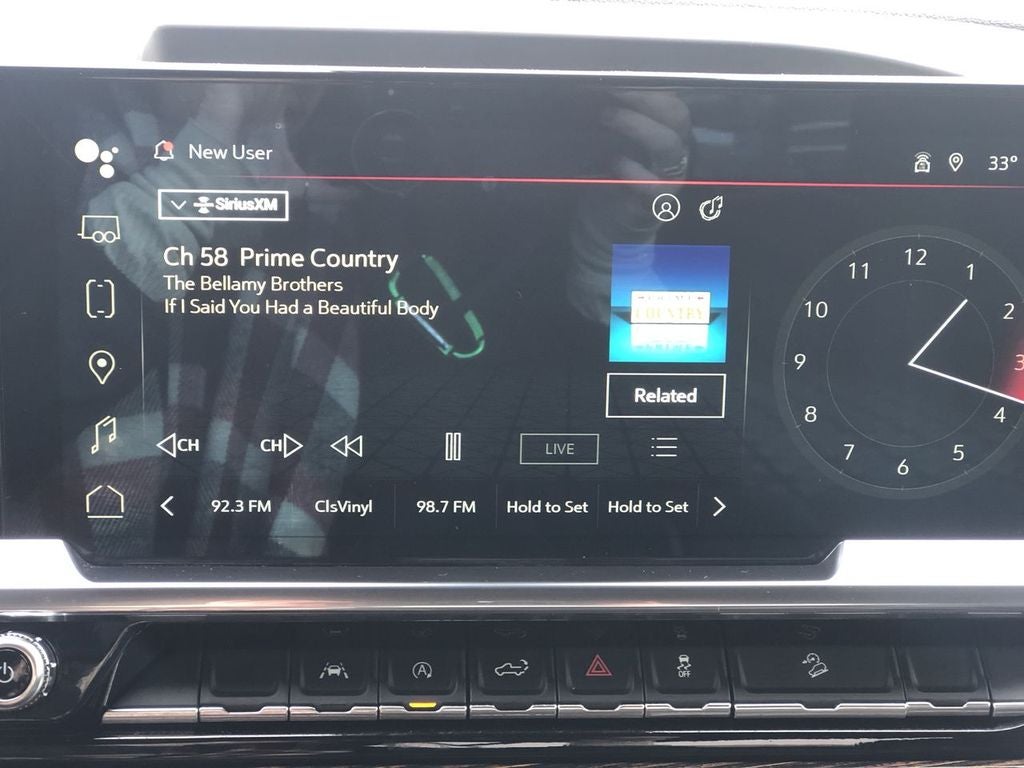 New User
33°
SiriusXM
Ch 58 Prime Country
The Bellamy Brothers
If I Said You Had a Beautiful Body
COUNTRY
Related
CH
CH
LIVE
92.3 FM
ClsVinyl
98.7 FM
Hold to Set
Hold to Set
12
1
2
3
4
5
6
7
8
9
10
11
A
OFF